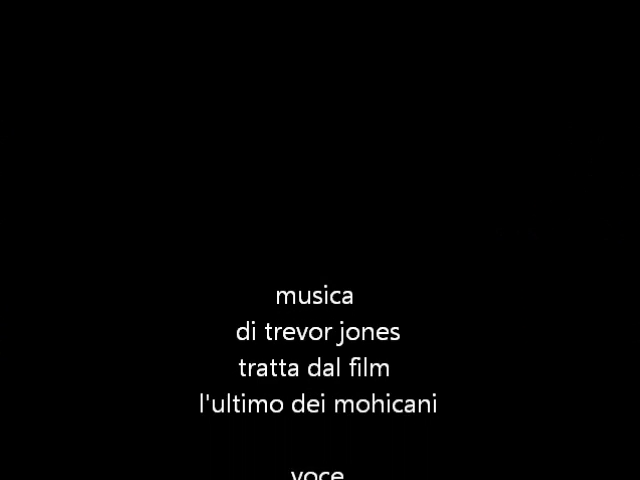 musica
di trevor jones
tratta dal film
l'ultimo dei mohicani
voce